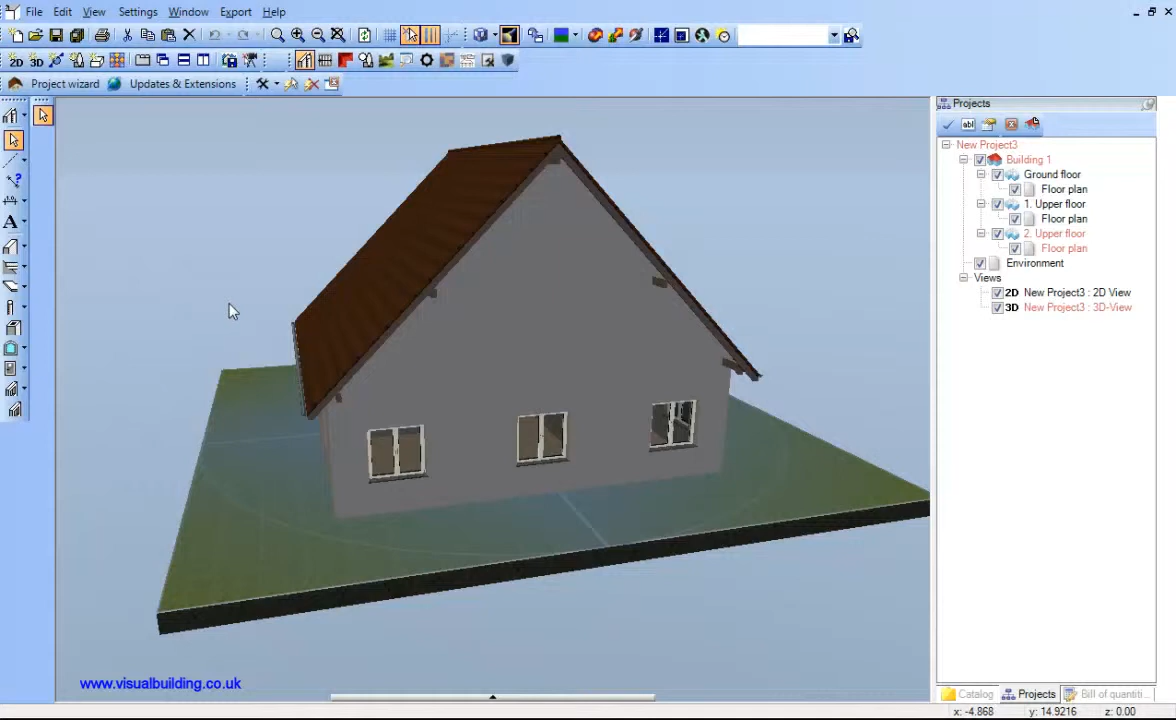 File Edit View Settings Window Export Help
2D 3D
Project wizard Updates & Extensions
Projects
abl
New Project3
Building 1
Ground floor
Floor plan
1. Upper floor
Floor plan
2. Upper floor
Floor plan
Environment
Views
2D New Project3 : 2D View
3D New Project3 : 3D-View
A
www.visualbuilding.co.uk
Catalog Projects Bill of quantiti...
x: -4.868 y: 14.9216 z: 0.00